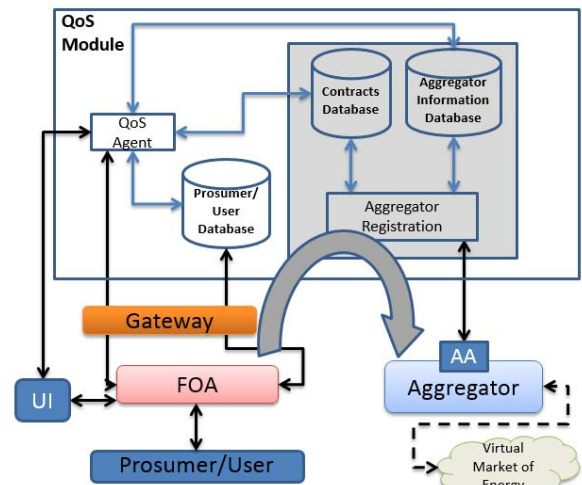 QoS
Module
Contracts
Database
Aggregator
Information
Database
QoS
Agent
Prosumer/
User
Database
Aggregator
Registration
Gateway
AA
FOA
Aggregator
UI
Prosumer/User
Virtual
Market of
Energy